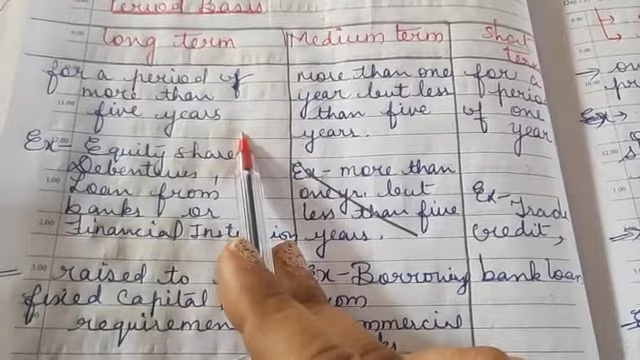 Period Basis
Long term
for a period of
more than
five years
Ex- Equity share
Debentures,
Loan from
banks or
Financial Inst
raised to
fixed capital
requiremen
Medium term
more than one
year but less
than five
years.
Ex- more than
one yr. but
less than five
years.
Ex- Borrowing
commercial
short
term
for a
period
of one
year
Ex- Trade
credit,
bank loan